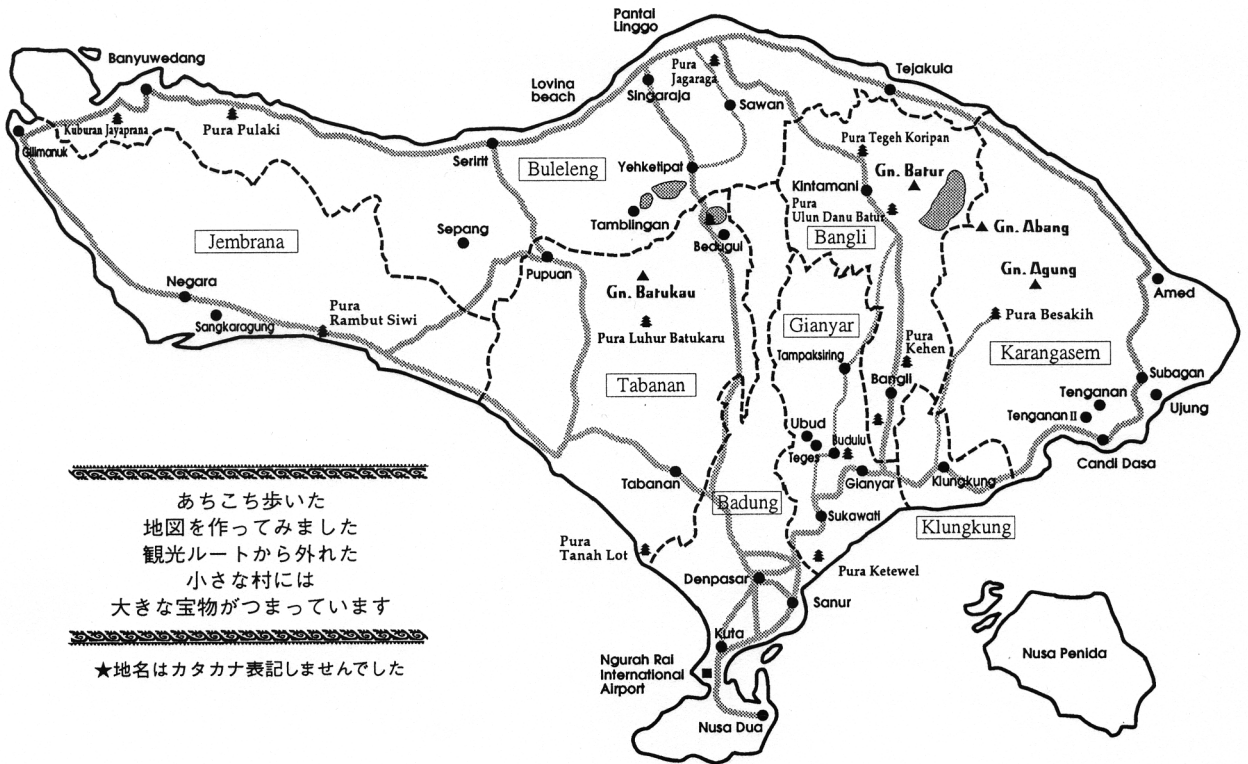 Pantai
Linggo
Banyuwedang
Lovina
beach
Singaraja
Pura
Jagaraga
Sawan
Tejakula
Gilimanuk
Kuburan Jayaprana
Pura Pulaki
Seririt
Buleleng
Yehketipat
Pura Tegeh Koripan
Gn. Batur
Kintamani
Pura
Ulun Danu Batur
Bangli
Tamblingan
Bedugul
Gn. Abang
Gn. Agung
Amed
Jembrana
Sepang
Pupuan
Gn. Batukau
Negara
Sangkaragung
Pura
Rambut Siwi
Pura Luhur Batukaru
Gianyar
Pura Besakih
Pura
Kehen
Karangasem
Tampaksiring
Tabanan
Bangli
Subagan
Ujung
Tenganan
Tenganan II
Candi Dasa
Ubud
Teges
Budulu
Gianyar
Klungkung
Tabanan
Badung
Sukawati
Klungkung
Pura
Tanah Lot
Pura Ketewel
Denpasar
Sanur
Kuta
Ngurah Rai
International
Airport
Nusa Dua
Nusa Penida
あちこち歩いた
地図を作ってみました
観光ルートから外れた
小さな村には
大きな宝物がつまっています
★地名はカタカナ表記しませんでした